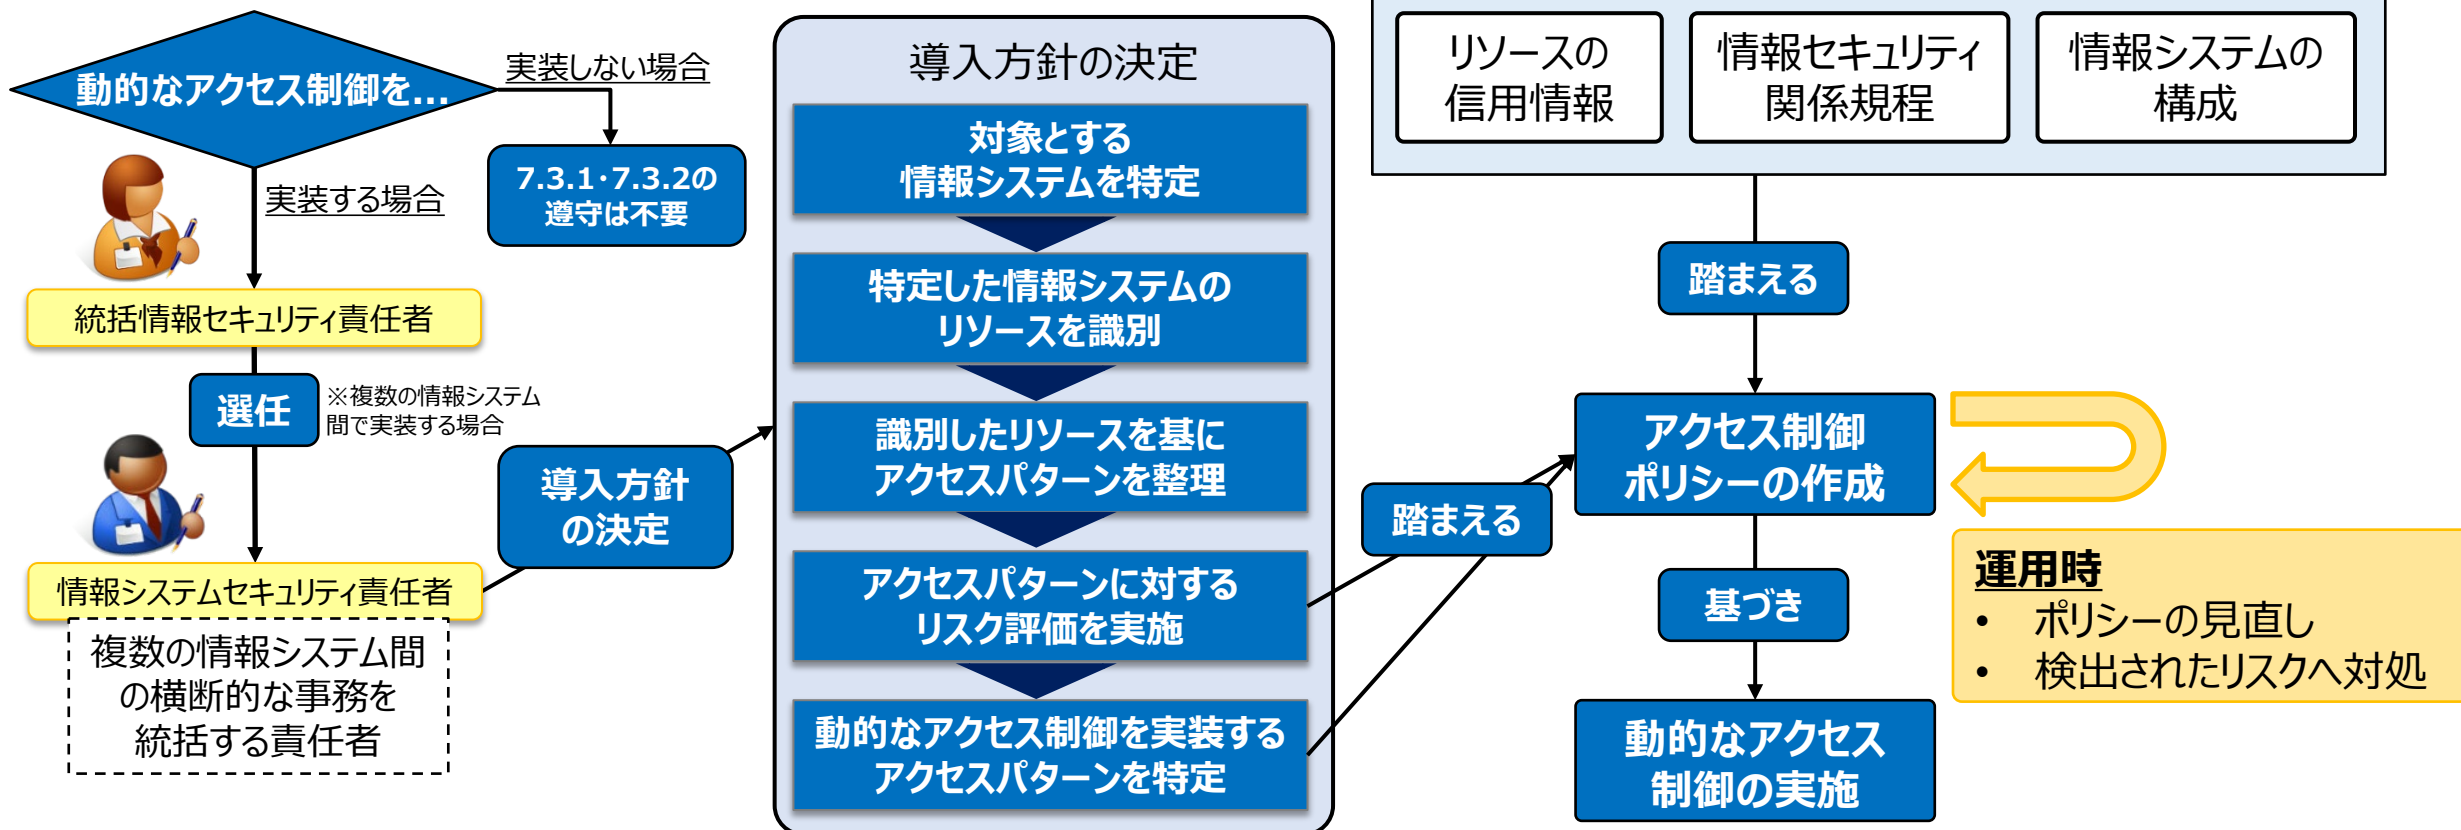 動的なアクセス制御を...
実装しない場合
7.3.1・7.3.2の
遵守は不要
実装する場合
統括情報セキュリティ責任者
選任
※複数の情報システム
間で実装する場合
情報システムセキュリティ責任者
複数の情報システム間
の横断的な事務を
統括する責任者
導入方針
の決定
導入方針の決定
対象とする
情報システムを特定
特定した情報システムの
リソースを識別
識別したリソースを基に
アクセスパターンを整理
アクセスパターンに対する
リスク評価を実施
動的なアクセス制御を実装する
アクセスパターンを特定
踏まえる
リソースの
信用情報
情報セキュリティ
関係規程
情報システムの
構成
踏まえる
アクセス制御
ポリシーの作成
基づき
動的なアクセス
制御の実施
運用時
• ポリシーの見直し
• 検出されたリスクへ対処